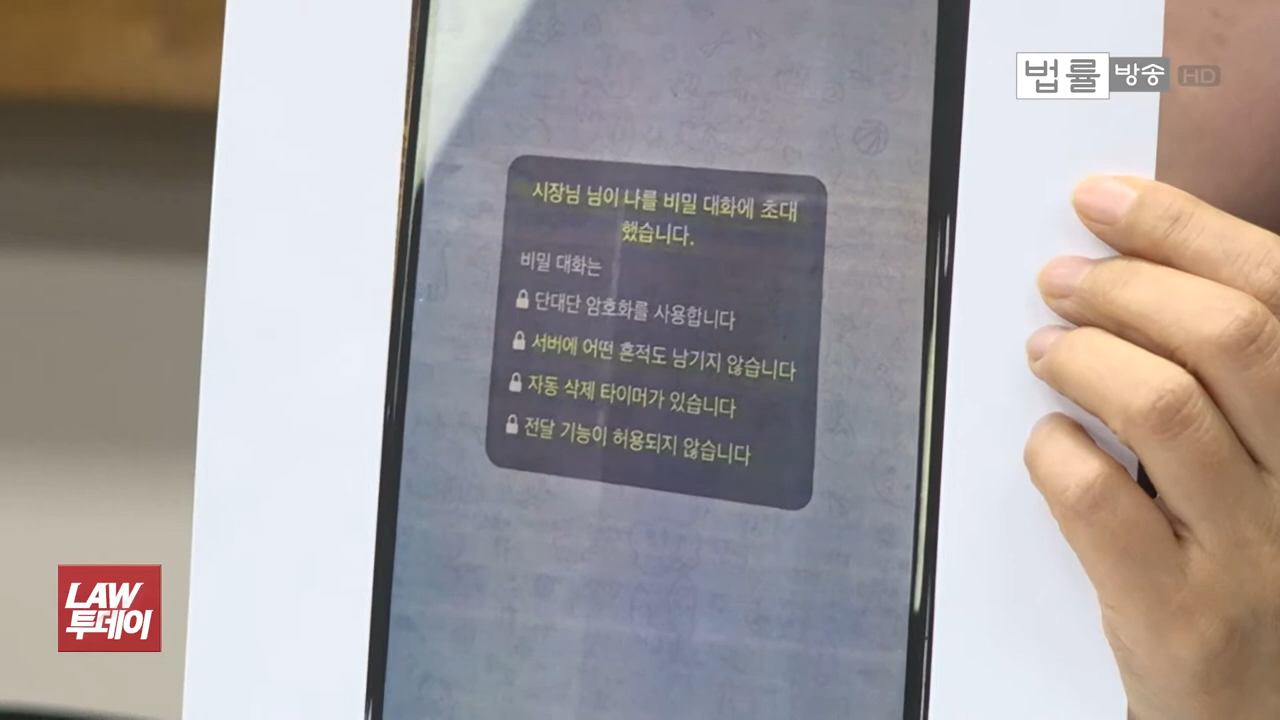 법률방송 HD
시장님 님이 나를 비밀 대화에 초대
했습니다.
비밀 대화는
단대단 암호화를 사용합니다
서버에 어떤 흔적도 남기지 않습니다
자동 삭제 타이머가 있습니다
전달 기능이 허용되지 않습니다
LAW
투데이